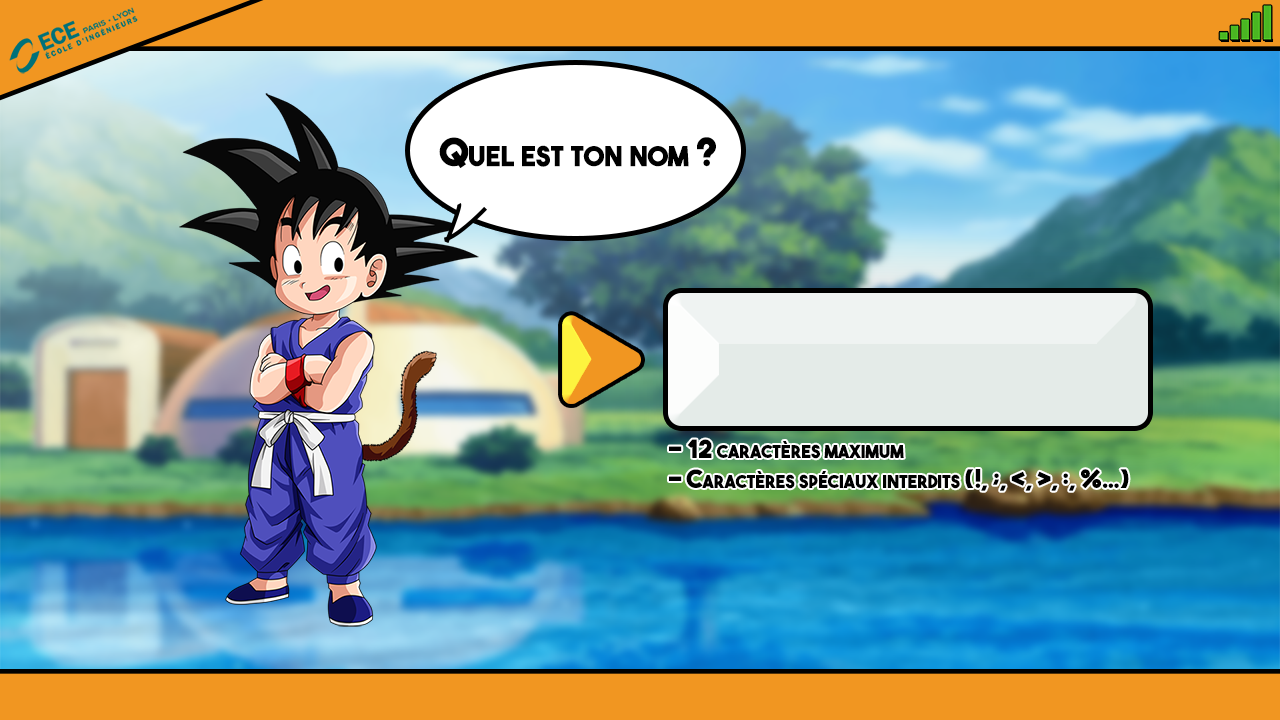 ECE PARIS - LYON
ÉCOLE D'INGÉNIEURS
QUEL EST TON NOM ?
- 12 CARACTÈRES MAXIMUM
- CARACTÈRES SPÉCIAUX INTERDITS (!, ;, <, >, :, %...)